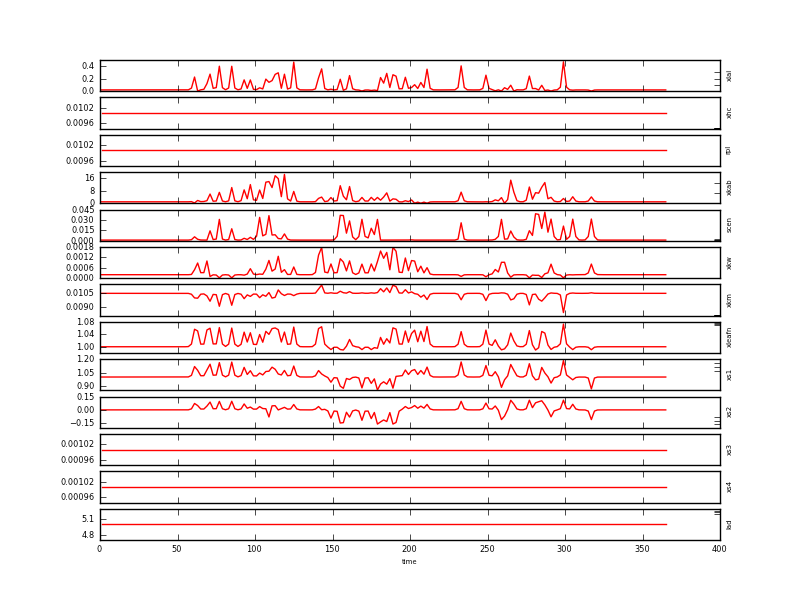 0.4
0.2
0.0
xlai
0.0102
0.0096
xhc
0.0102
0.0096
rpl
16
8
0
xkab
0.045
0.030
0.015
0.000
scen
0.0018
0.0012
0.0006
0.0000
xkw
0.0105
0.0090
xkm
1.08
1.04
1.00
xleafn
1.20
1.05
0.90
xs1
0.15
0.00
−0.15
xs2
0.00102
0.00096
xs3
0.00102
0.00096
xs4
5.1
4.8
lad
0 50 100 150 200 250 300 350 400
time